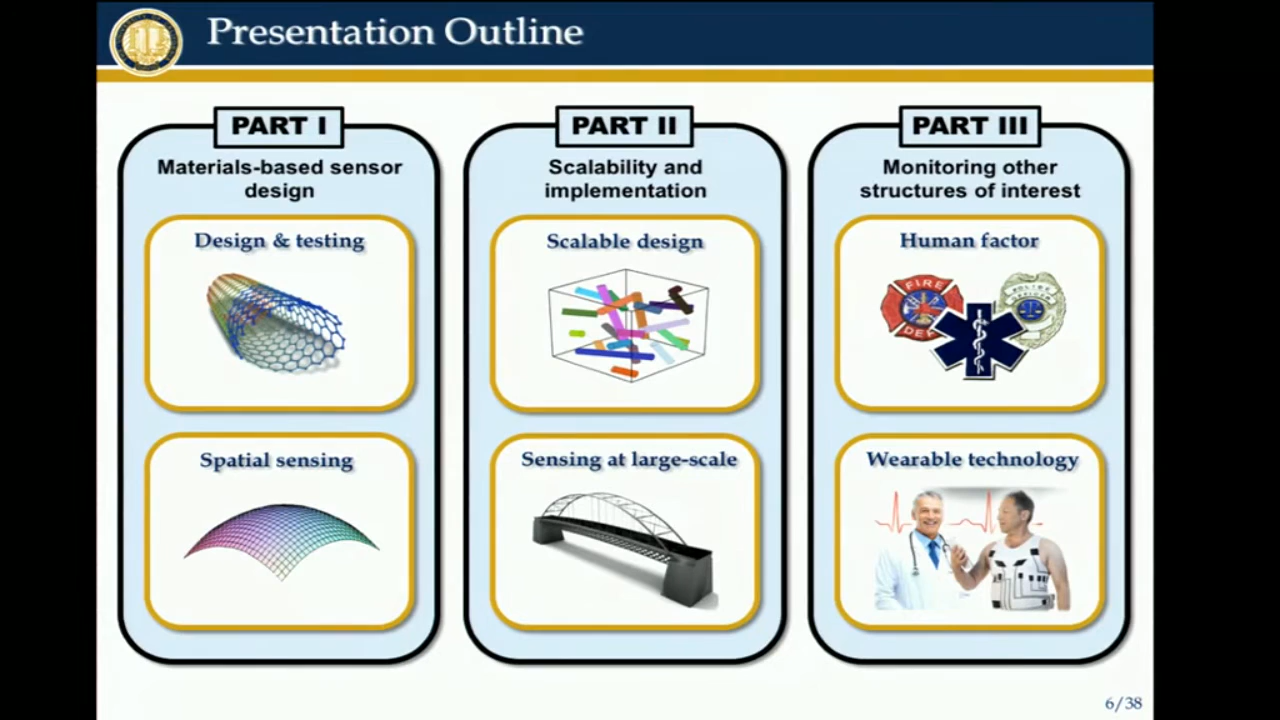 Presentation Outline
PART I
Materials-based sensor
design
Design & testing
Spatial sensing
PART II
Scalability and
implementation
Scalable design
Sensing at large-scale
PART III
Monitoring other
structures of interest
Human factor
FIRE
Wearable technology
6/38